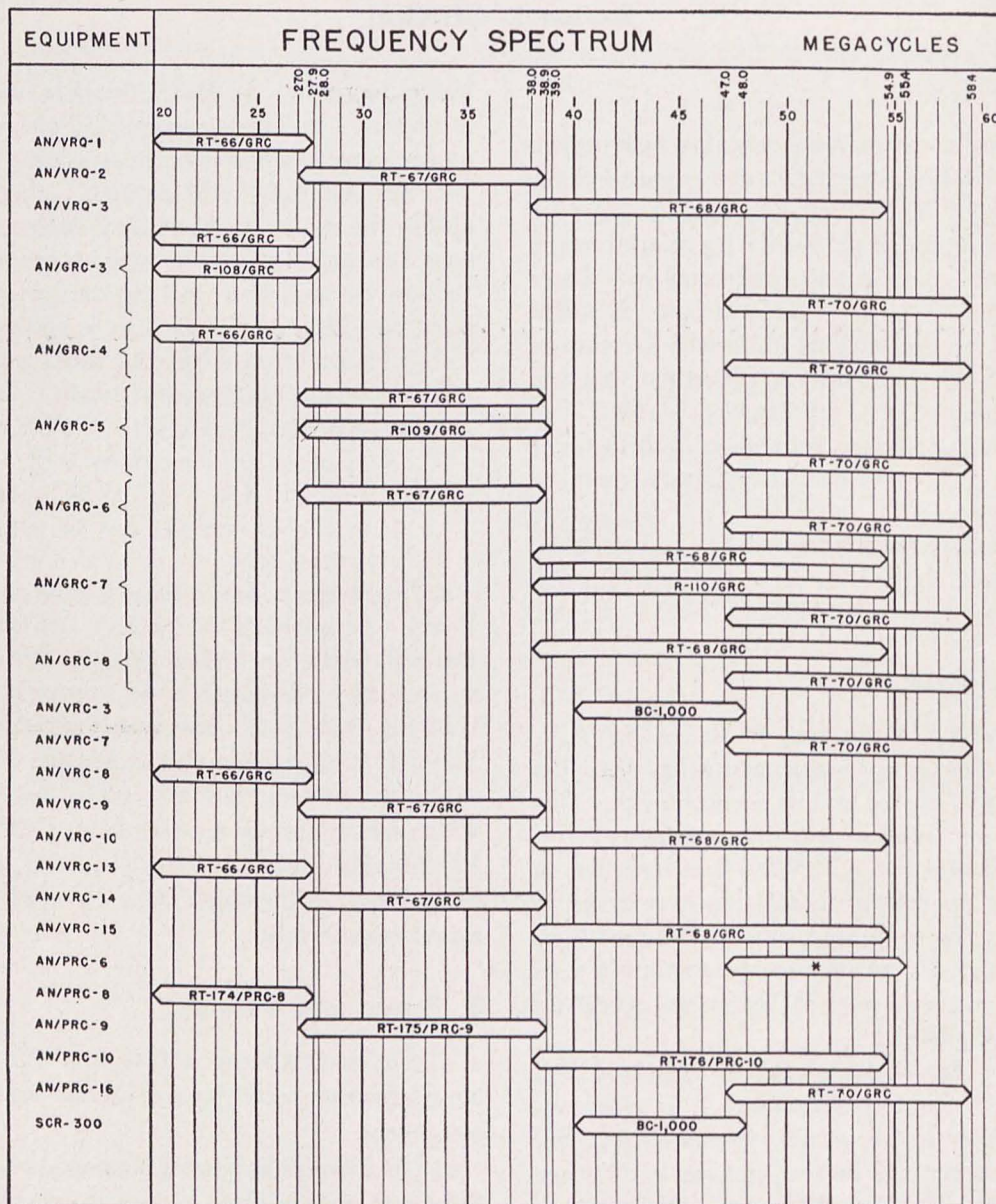 EQUIPMENT FREQUENCY SPECTRUM MEGACYCLES
27.0 27.9 28.0 38.0 38.9 39.0 47.0 48.0 54.9 55.4 58.4
20 25 30 35 40 45 50 55 60
AN/VRQ-1 RT-66/GRC
AN/VRQ-2 RT-67/GRC
AN/VRQ-3 RT-68/GRC
RT-66/GRC
AN/GRC-3 R-108/GRC
RT-70/GRC
RT-66/GRC
AN/GRC-4
RT-70/GRC
RT-67/GRC
AN/GRC-5 R-109/GRC
RT-70/GRC
RT-67/GRC
AN/GRC-6
RT-70/GRC
RT-68/GRC
AN/GRC-7 R-110/GRC
RT-70/GRC
RT-68/GRC
AN/GRC-8
RT-70/GRC
AN/VRC-3 BC-1,000
AN/VRC-7 RT-70/GRC
AN/VRC-8 RT-66/GRC
AN/VRC-9 RT-67/GRC
AN/VRC-10 RT-68/GRC
AN/VRC-13 RT-66/GRC
AN/VRC-14 RT-67/GRC
AN/VRC-15 RT-68/GRC
AN/PRC-6 *
AN/PRC-8 RT-174/PRC-8
AN/PRC-9 RT-175/PRC-9
AN/PRC-10 RT-176/PRC-10
AN/PRC-16 RT-70/GRC
SCR-300 BC-1,000